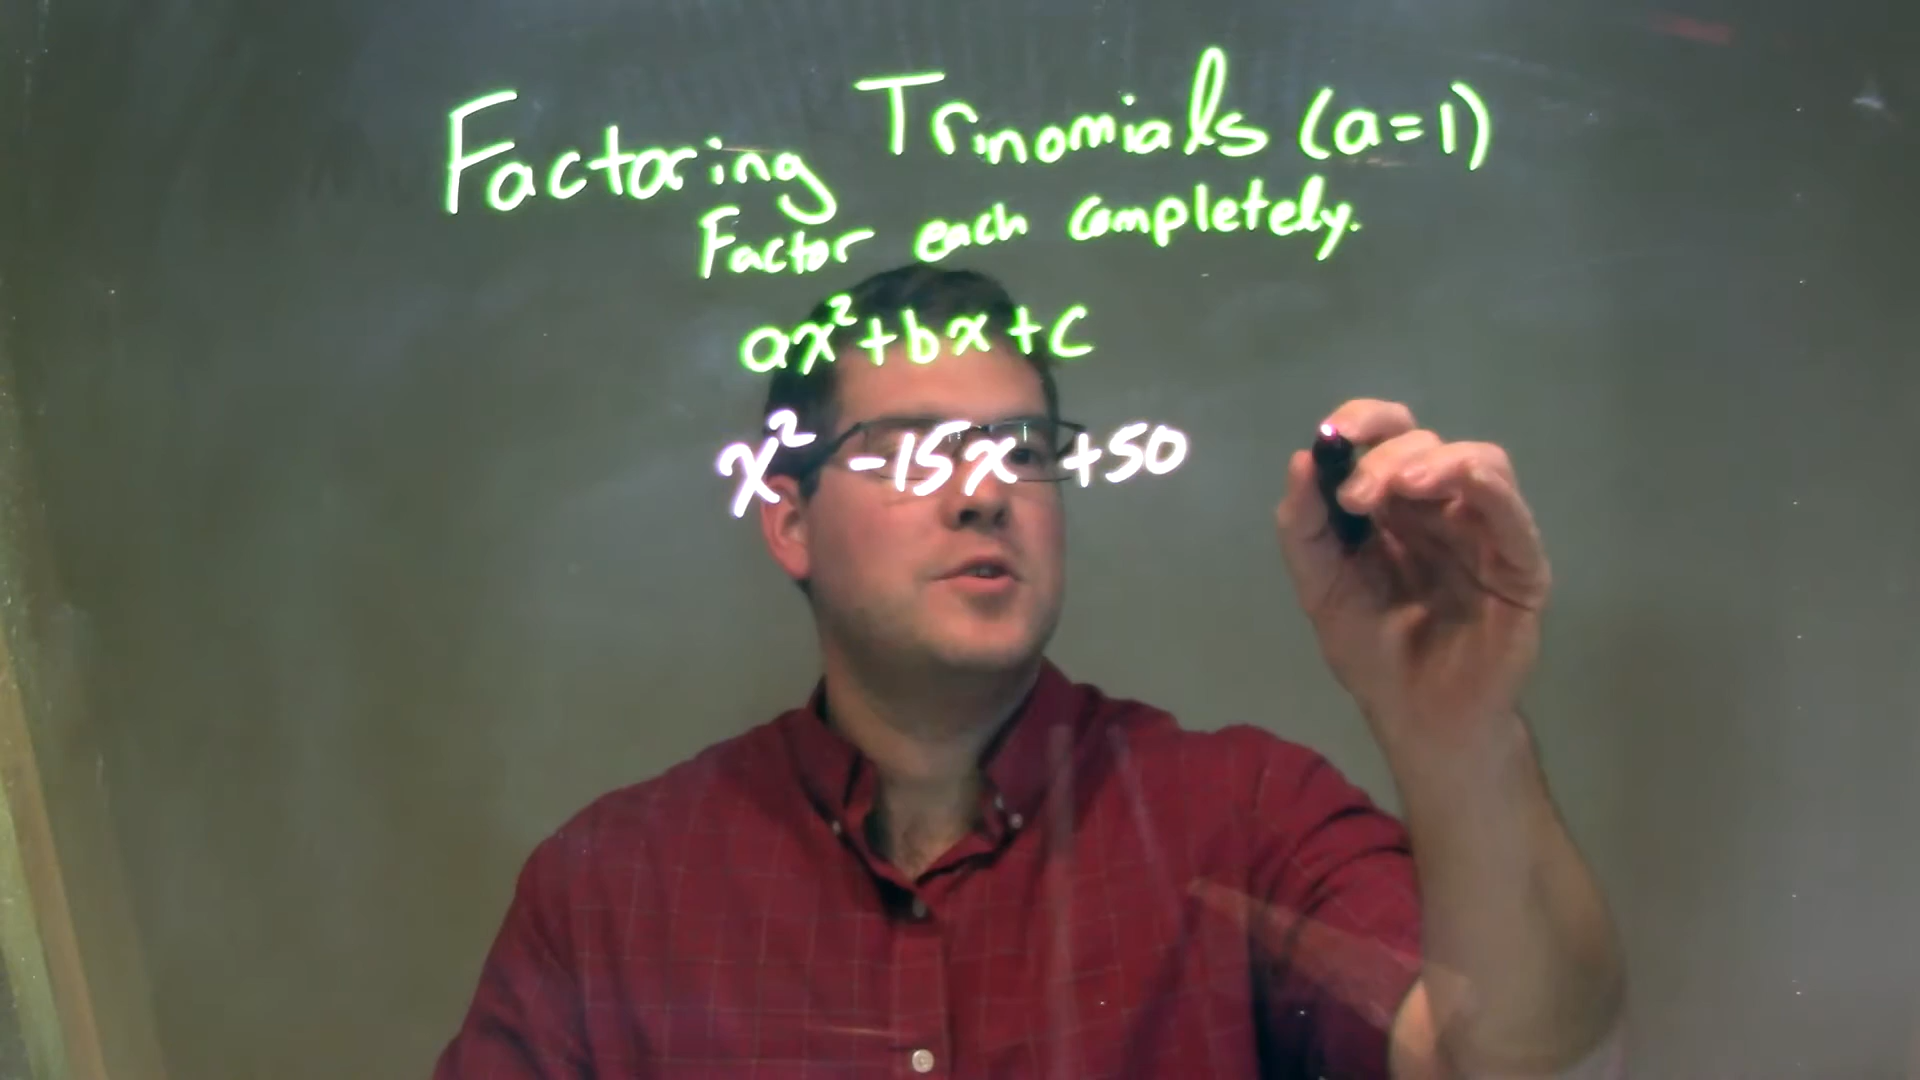 Factoring Trinomials (a=1)
Factor each completely.
ax²+bx+c
x² -15x +50